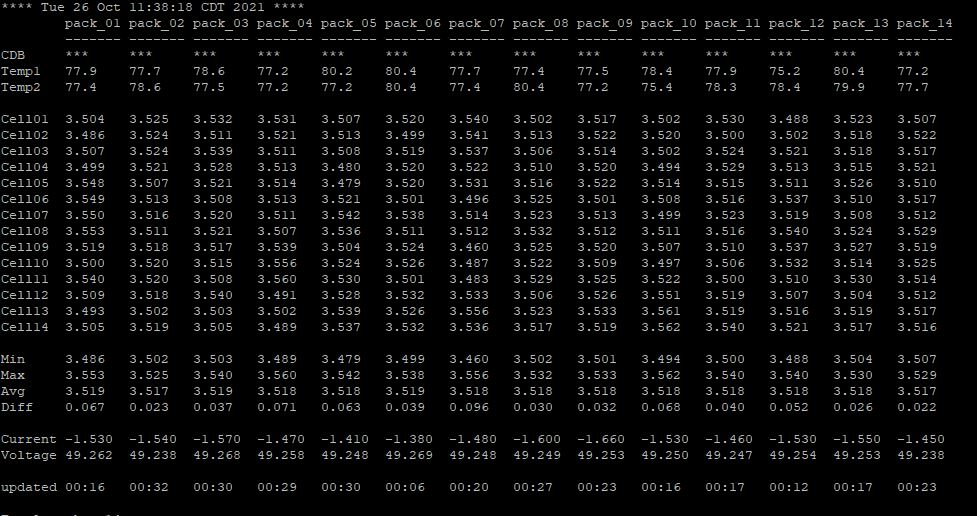 **** Tue 26 Oct 11:38:18 CDT 2021 ****
pack_01 pack_02 pack_03 pack_04 pack_05 pack_06 pack_07 pack_08 pack_09 pack_10 pack_11 pack_12 pack_13 pack_14
------- ------- ------- ------- ------- ------- ------- ------- ------- ------- ------- ------- ------- -------
CDB *** *** *** *** *** *** *** *** *** *** *** *** *** ***
Temp1 77.9 77.7 78.6 77.2 80.2 80.4 77.7 77.4 77.5 78.4 77.9 75.2 80.4 77.2
Temp2 77.4 78.6 77.5 77.2 77.2 80.4 77.4 80.4 77.2 75.4 78.3 78.4 79.9 77.7
Cell01 3.504 3.525 3.532 3.531 3.507 3.520 3.540 3.502 3.517 3.502 3.530 3.488 3.523 3.507
Cell02 3.486 3.524 3.511 3.521 3.513 3.499 3.541 3.513 3.522 3.520 3.500 3.502 3.518 3.522
Cell03 3.507 3.524 3.539 3.511 3.508 3.519 3.537 3.506 3.514 3.502 3.524 3.521 3.518 3.517
Cell04 3.499 3.521 3.528 3.513 3.480 3.520 3.522 3.510 3.520 3.494 3.529 3.513 3.515 3.521
Cell05 3.548 3.507 3.521 3.514 3.479 3.520 3.531 3.516 3.522 3.514 3.515 3.511 3.526 3.510
Cell06 3.549 3.513 3.508 3.513 3.521 3.501 3.496 3.525 3.501 3.508 3.516 3.537 3.510 3.517
Cell07 3.550 3.516 3.520 3.511 3.542 3.538 3.514 3.523 3.513 3.499 3.523 3.519 3.508 3.512
Cell08 3.553 3.511 3.521 3.507 3.536 3.511 3.512 3.532 3.512 3.511 3.516 3.540 3.524 3.529
Cell09 3.519 3.518 3.517 3.539 3.504 3.524 3.460 3.525 3.520 3.507 3.510 3.537 3.527 3.519
Cell10 3.500 3.520 3.515 3.556 3.524 3.526 3.487 3.522 3.509 3.497 3.506 3.532 3.514 3.525
Cell11 3.540 3.520 3.508 3.560 3.530 3.501 3.483 3.529 3.525 3.522 3.500 3.510 3.530 3.514
Cell12 3.509 3.518 3.540 3.491 3.528 3.532 3.533 3.506 3.526 3.551 3.519 3.507 3.504 3.512
Cell13 3.493 3.502 3.503 3.502 3.539 3.526 3.556 3.523 3.533 3.561 3.519 3.516 3.519 3.517
Cell14 3.505 3.519 3.505 3.489 3.537 3.532 3.536 3.517 3.519 3.562 3.540 3.521 3.517 3.516
Min 3.486 3.502 3.503 3.489 3.479 3.499 3.460 3.502 3.501 3.494 3.500 3.488 3.504 3.507
Max 3.553 3.525 3.540 3.560 3.542 3.538 3.556 3.532 3.533 3.562 3.540 3.540 3.530 3.529
Avg 3.519 3.517 3.519 3.518 3.518 3.519 3.518 3.518 3.518 3.518 3.518 3.518 3.518 3.517
Diff 0.067 0.023 0.037 0.071 0.063 0.039 0.096 0.030 0.032 0.068 0.040 0.052 0.026 0.022
Current -1.530 -1.540 -1.570 -1.470 -1.410 -1.380 -1.480 -1.600 -1.660 -1.530 -1.460 -1.530 -1.550 -1.450
Voltage 49.262 49.238 49.268 49.258 49.248 49.269 49.248 49.249 49.253 49.250 49.247 49.254 49.253 49.238
updated 00:16 00:32 00:30 00:29 00:30 00:06 00:20 00:27 00:23 00:16 00:17 00:12 00:17 00:23